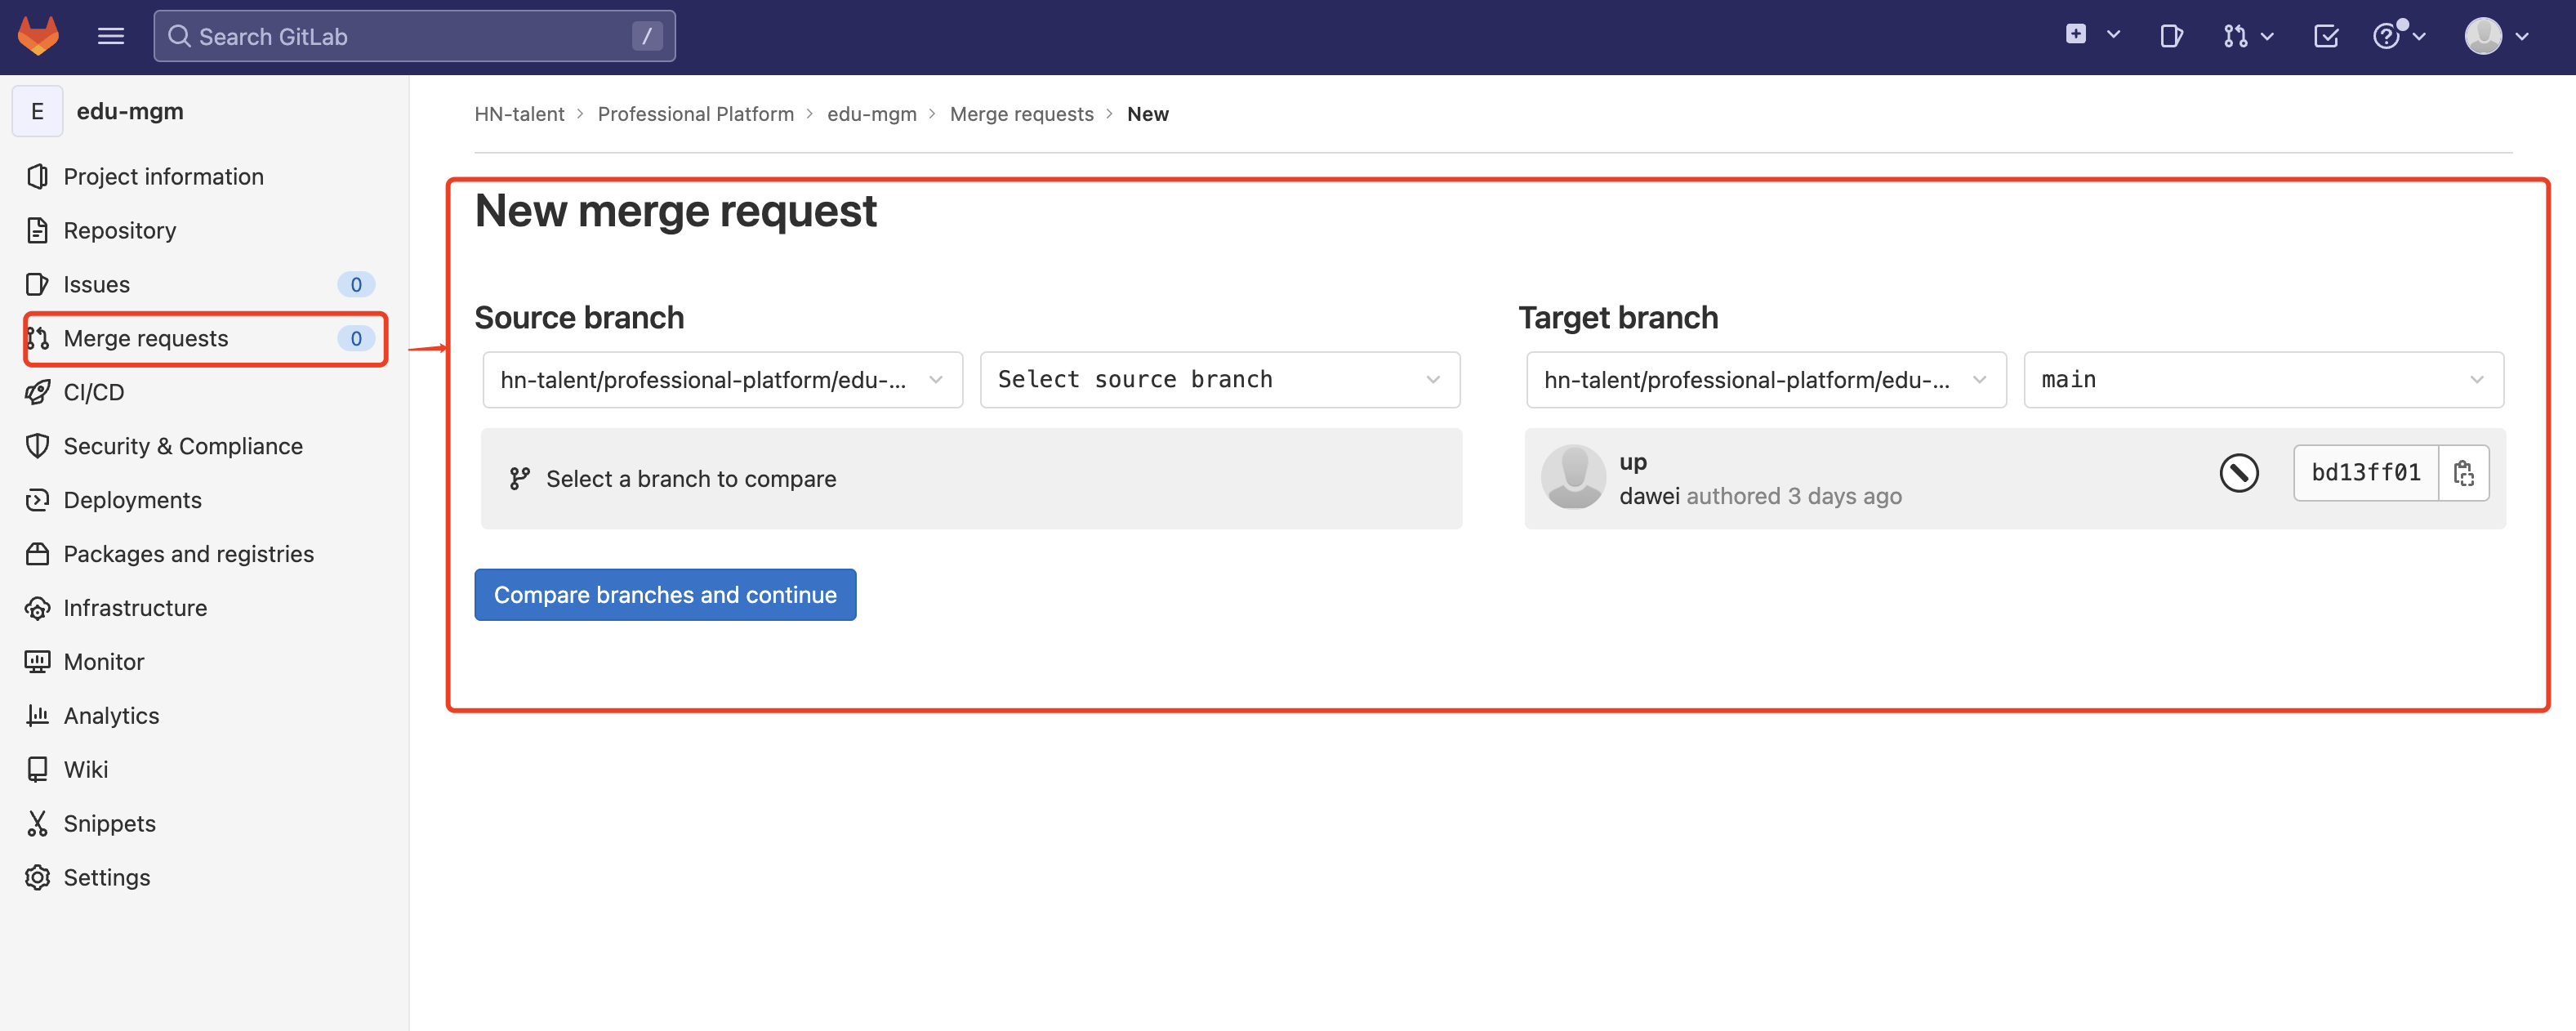 Search GitLab /
E edu-mgm
HN-talent > Professional Platform > edu-mgm > Merge requests > New
Project information
Repository
Issues 0
Merge requests 0
CI/CD
Security & Compliance
Deployments
Packages and registries
Infrastructure
Monitor
Analytics
Wiki
Snippets
Settings
New merge request
Source branch
hn-talent/professional-platform/edu-...
Select source branch
Select a branch to compare
Target branch
hn-talent/professional-platform/edu-...
main
up
dawei authored 3 days ago
bd13ff01
Compare branches and continue